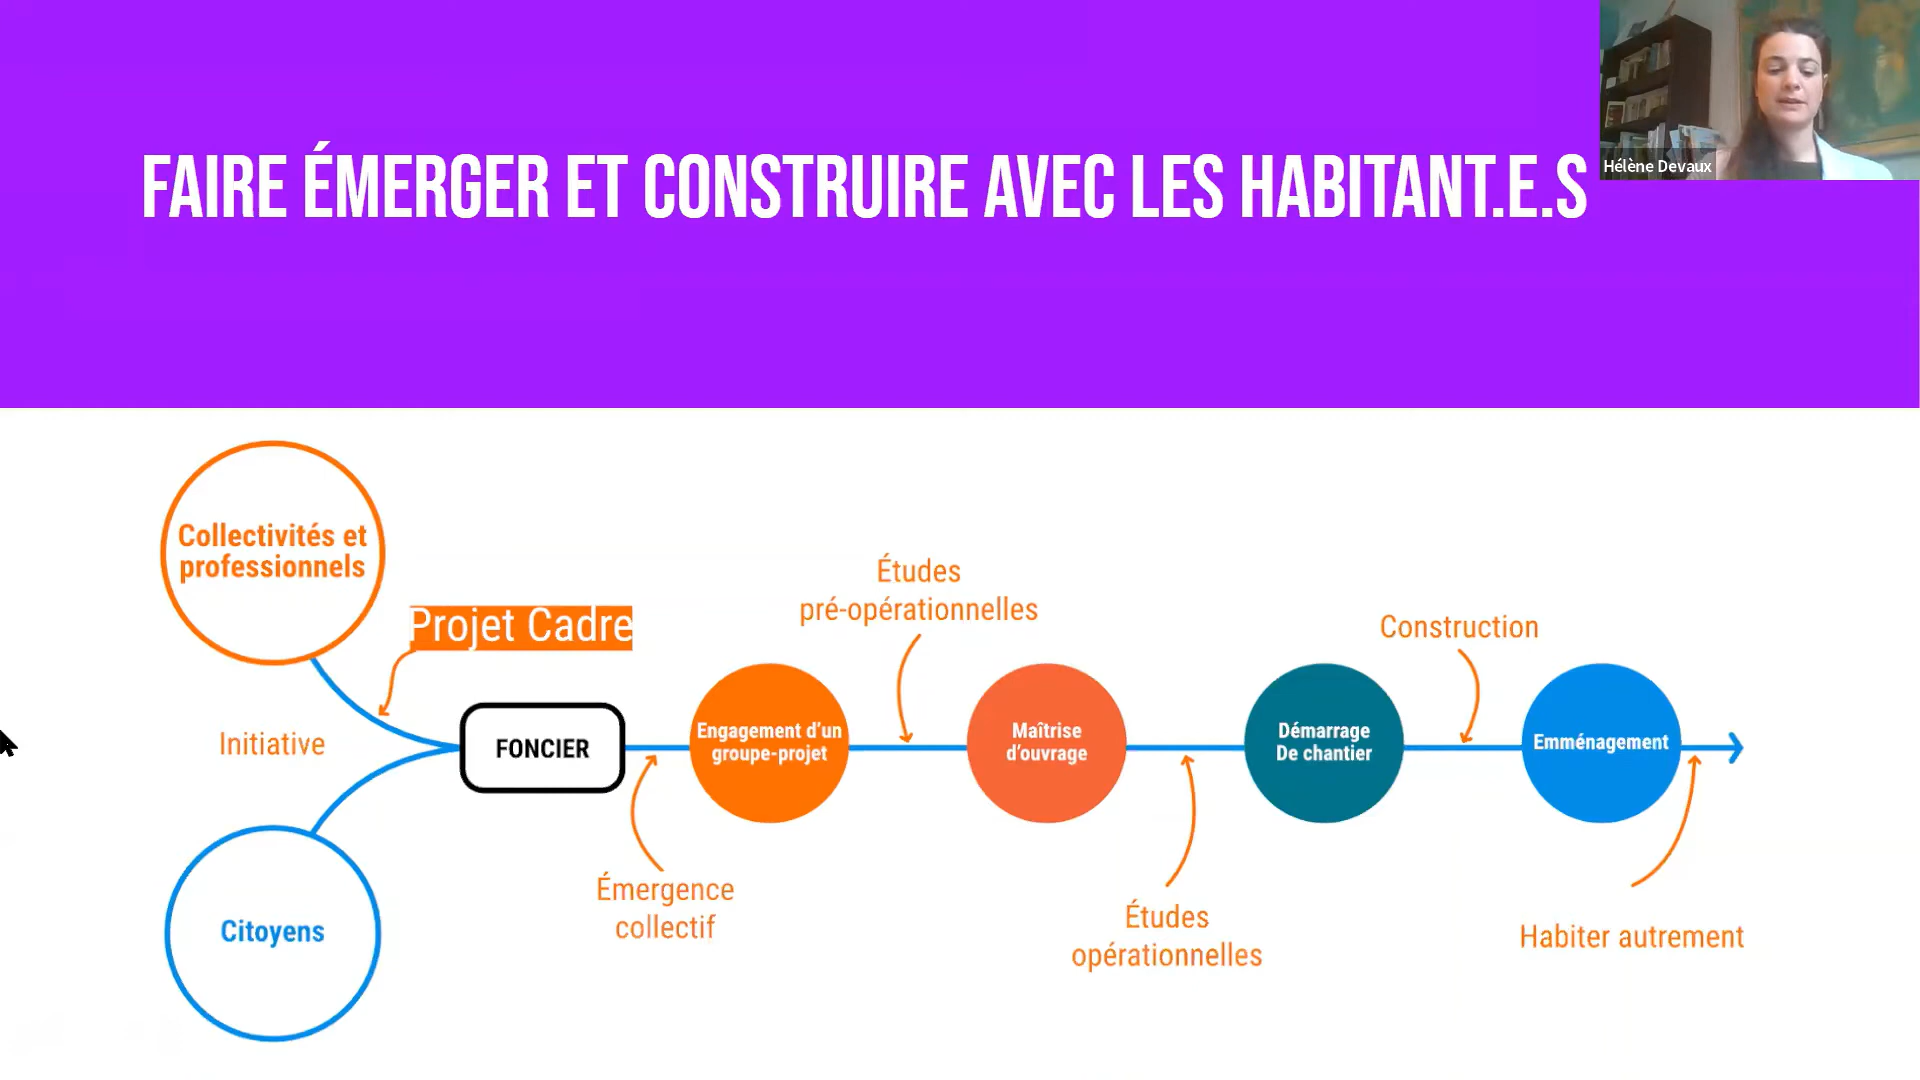 FAIRE ÉMERGER ET CONSTRUIRE AVEC LES HABITANT.E.S
Hélène Devaux
Collectivités et
professionnels
Projet Cadre
Initiative
Citoyens
FONCIER
Émergence
collectif
Engagement d’un
groupe-projet
Études
pré-opérationnelles
Maîtrise
d’ouvrage
Études
opérationnelles
Démarrage
De chantier
Construction
Emménagement
Habiter autrement